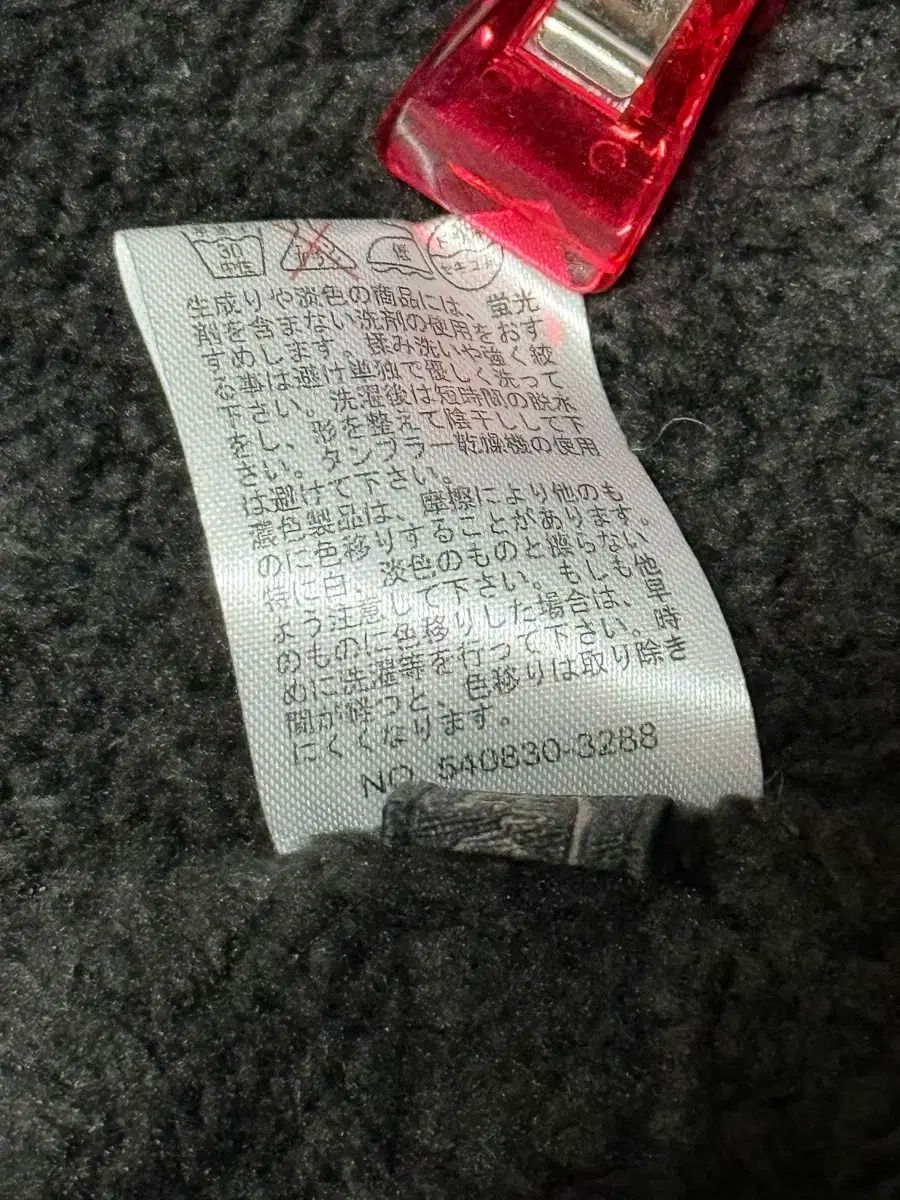 30
中性
低
セキユ系
生成りや淡色の商品には、蛍光
剤を含まない洗剤の使用をおす
すめします。揉み洗いや強く絞
る事は避け単独で優しく洗って
下さい。洗濯後は短時間の脱水
をし、形を整えて陰干しして下
さい。タンブラー乾燥機の使用
は避けて下さい。
濃色製品は、摩擦により他のも
のに色移りすることがあります。
特に白、淡色のものと擦らない
よう注意して下さい。もしも他
のものに色移りした場合は、早
めに洗濯等を行って下さい。時
間が経つと、色移りは取り除き
にくくなります。
NO. 540830-3288